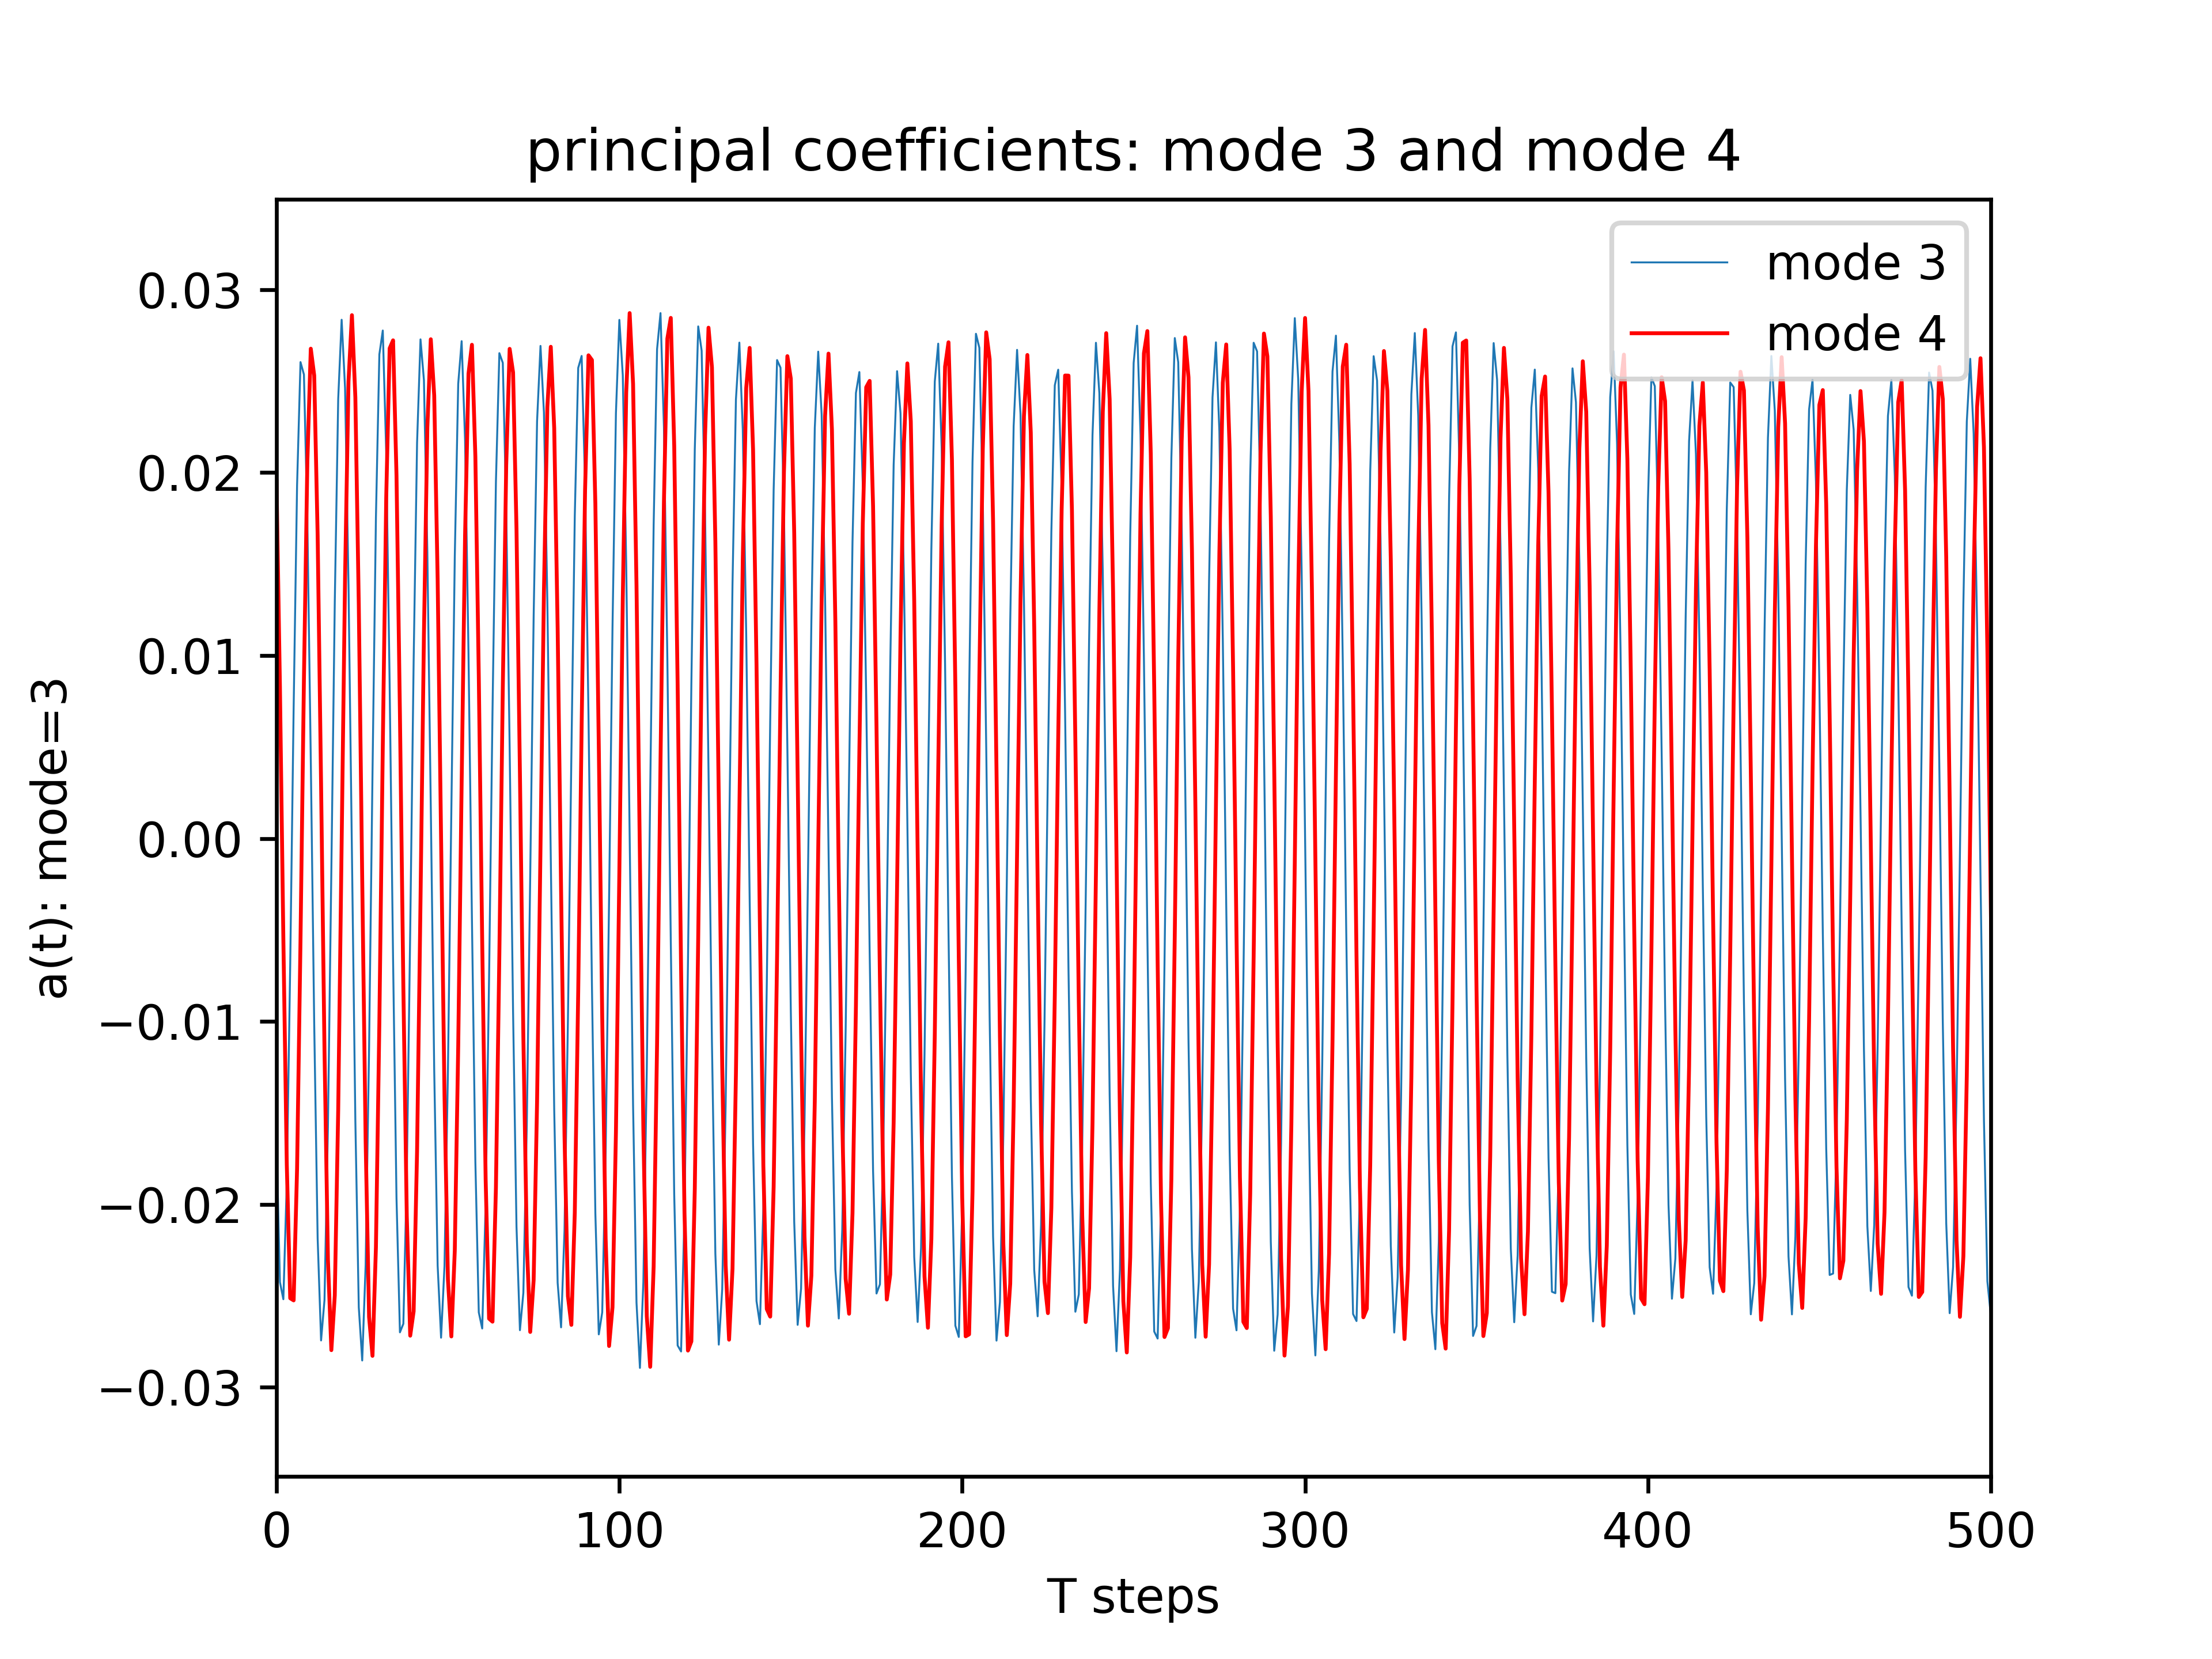 principal coefficients: mode 3 and mode 4
mode 3
mode 4
0.03
0.02
0.01
0.00
−0.01
−0.02
−0.03
a(t): mode=3
0 100 200 300 400 500
T steps